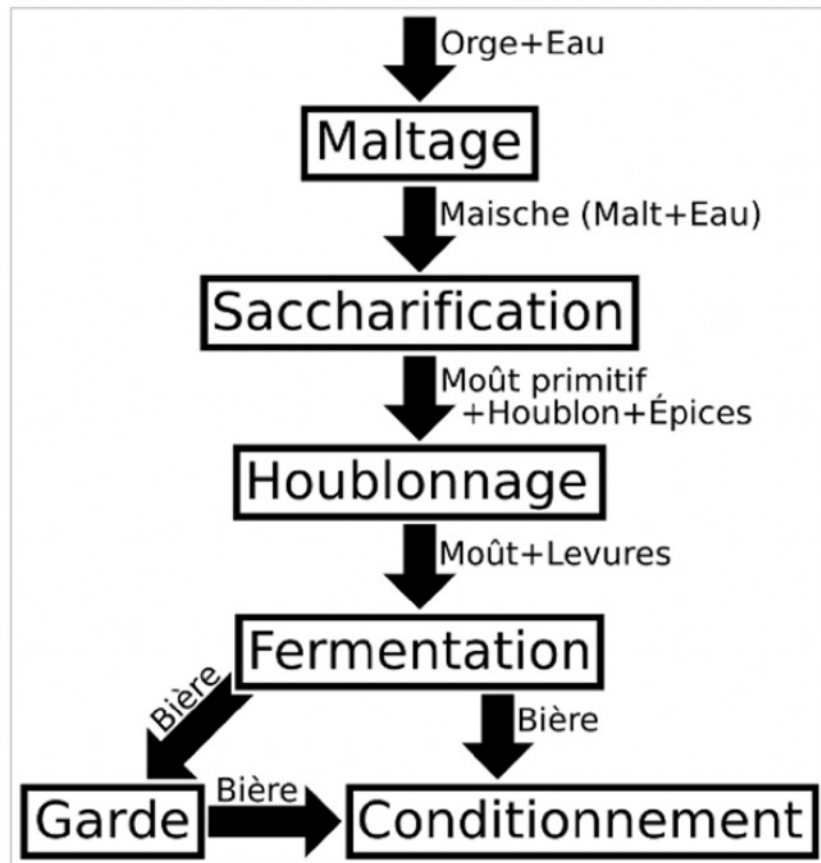 Orge+Eau
Maltage
Maische (Malt+Eau)
Saccharification
Moût primitif
+Houblon+Épices
Houblonnage
Moût+Levures
Fermentation
Bière
Bière
Bière
Garde
Conditionnement